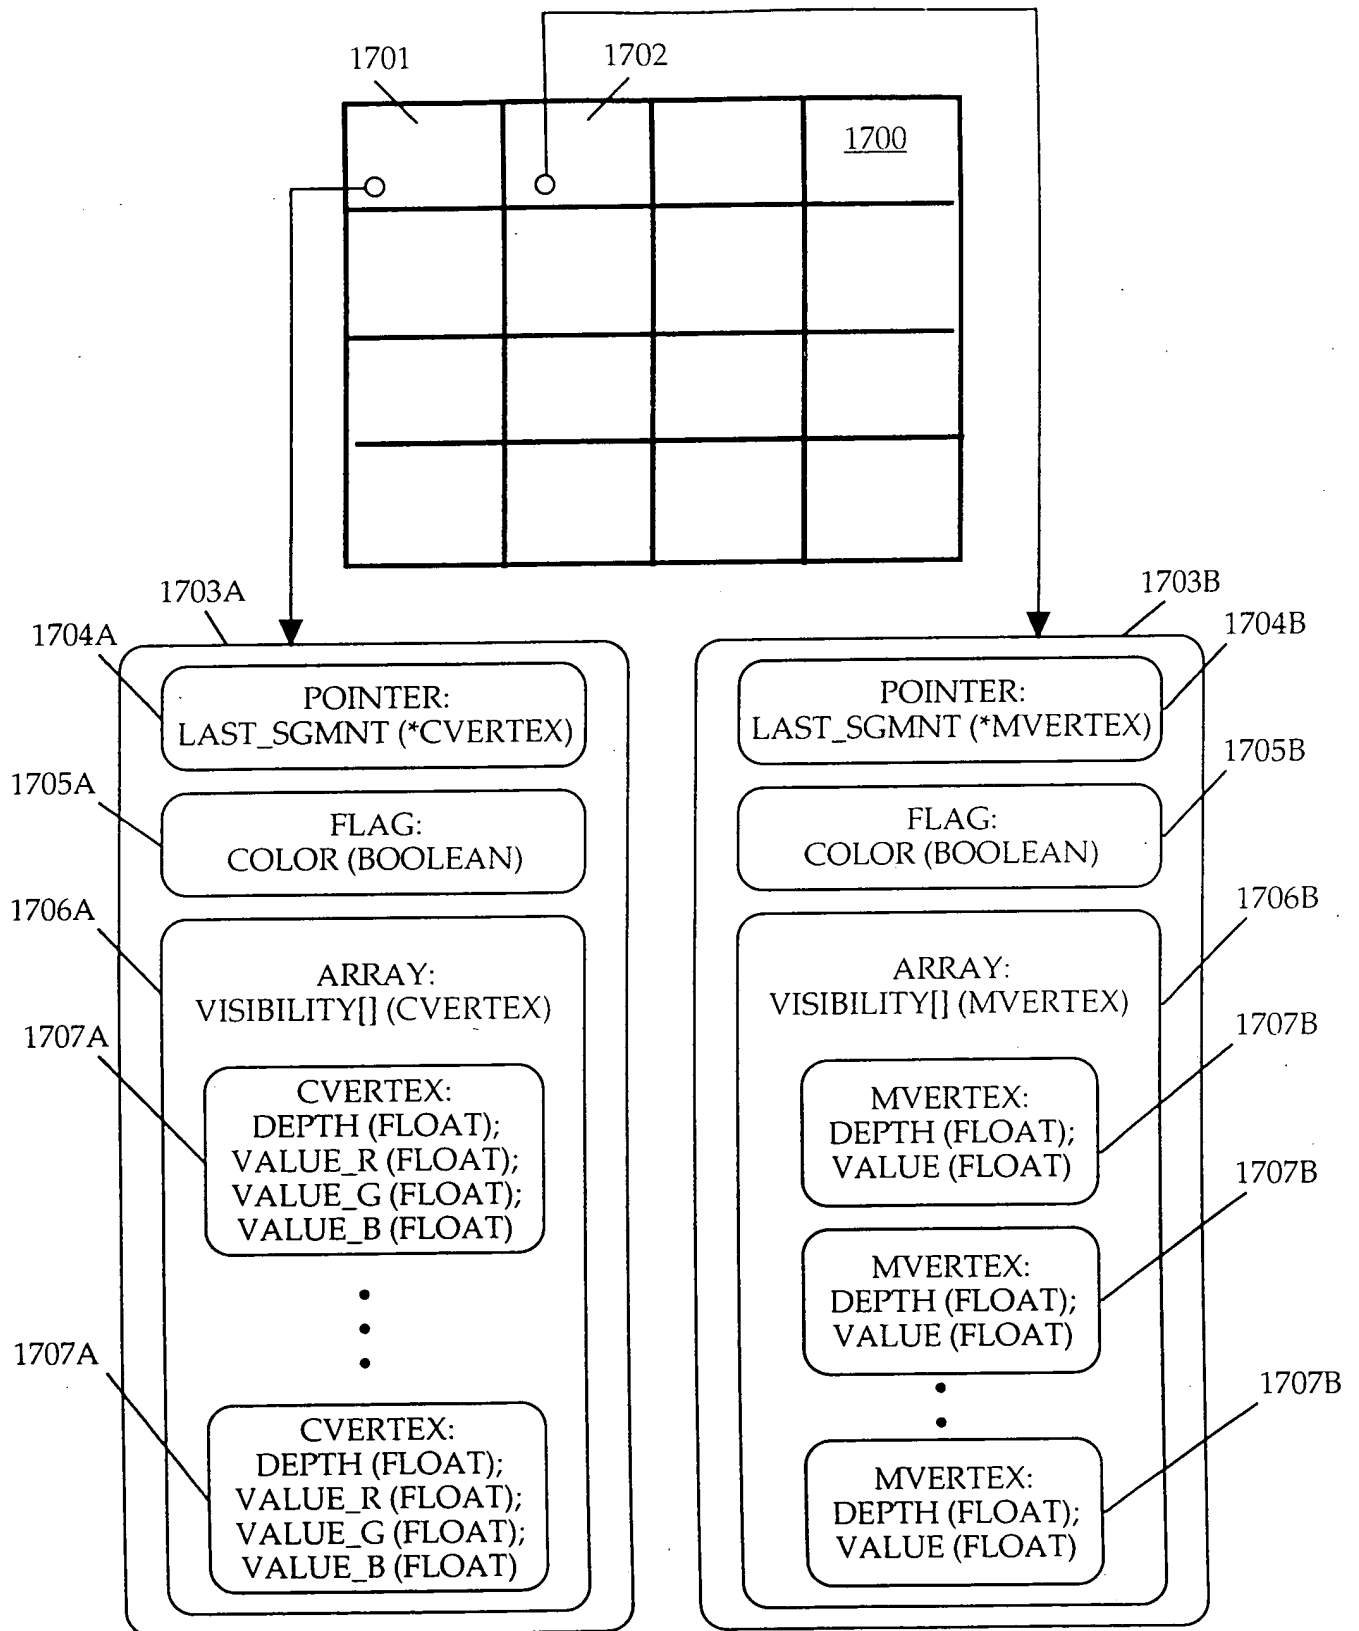 1701
1702
1700
1703A
1704A
POINTER:
LAST_SGMNT (*CVERTEX)
1705A
FLAG:
COLOR (BOOLEAN)
1706A
ARRAY:
VISIBILITY[] (CVERTEX)
1707A
CVERTEX:
DEPTH (FLOAT);
VALUE_R (FLOAT);
VALUE_G (FLOAT);
VALUE_B (FLOAT)
1707A
CVERTEX:
DEPTH (FLOAT);
VALUE_R (FLOAT);
VALUE_G (FLOAT);
VALUE_B (FLOAT)
1703B
1704B
POINTER:
LAST_SGMNT (*MVERTEX)
1705B
FLAG:
COLOR (BOOLEAN)
1706B
ARRAY:
VISIBILITY[] (MVERTEX)
1707B
MVERTEX:
DEPTH (FLOAT);
VALUE (FLOAT)
1707B
MVERTEX:
DEPTH (FLOAT);
VALUE (FLOAT)
1707B
MVERTEX:
DEPTH (FLOAT);
VALUE (FLOAT)